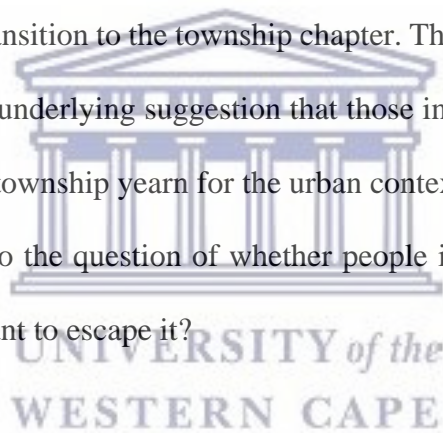 nsition to the township chapter. Th
underlying suggestion that those in
township yearn for the urban contex
o the question of whether people i
nt to escape it?
UNIVERSITY of the
WESTERN CAPE